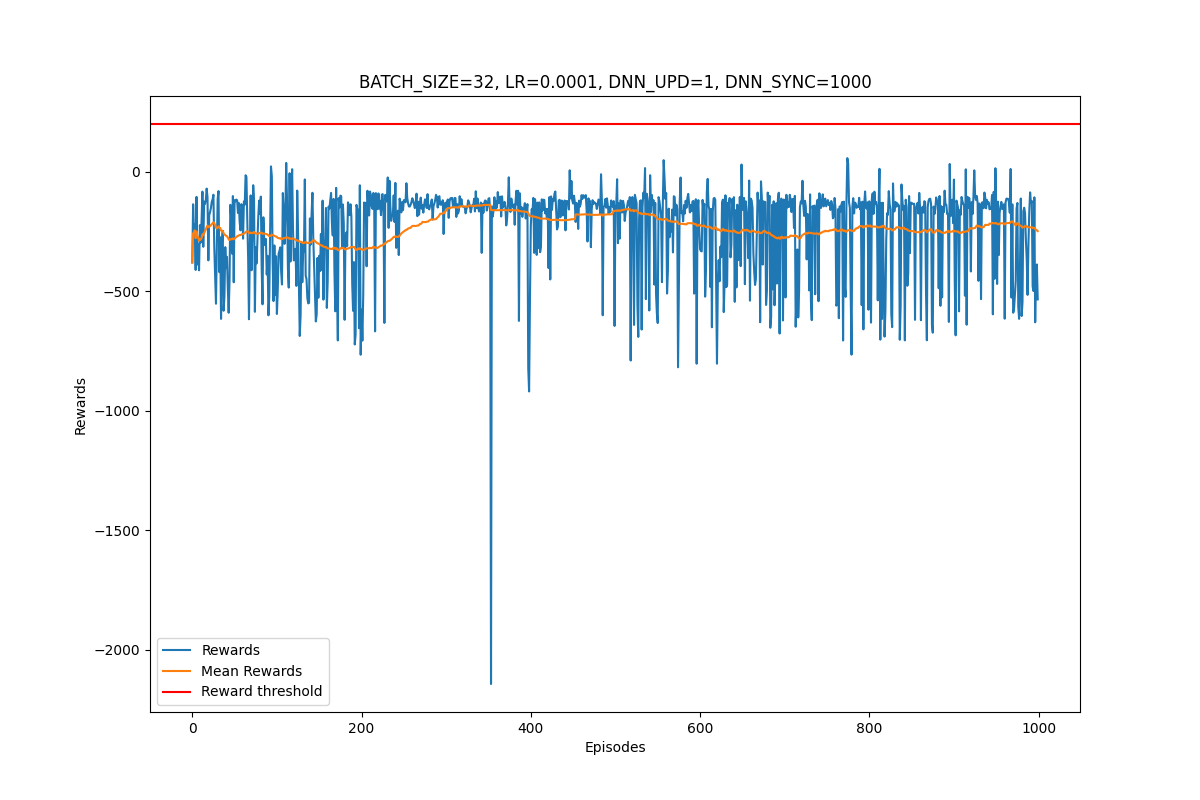 BATCH_SIZE=32, LR=0.0001, DNN_UPD=1, DNN_SYNC=1000
0
−500
−1000
−1500
−2000
Rewards
Rewards
Mean Rewards
Reward threshold
0 200 400 600 800 1000
Episodes